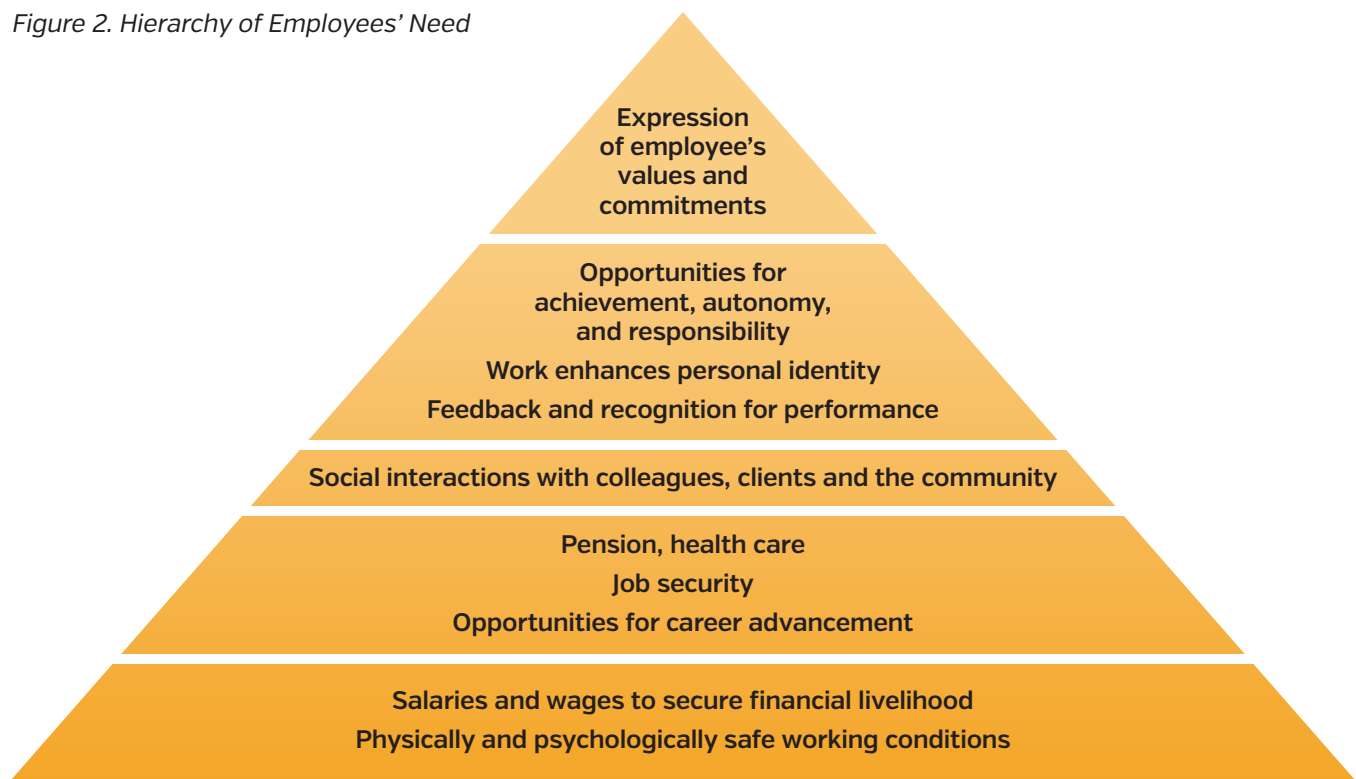 Figure 2. Hierarchy of Employees’ Need
Expression
of employee’s
values and
commitments
Opportunities for
achievement, autonomy,
and responsibility
Work enhances personal identity
Feedback and recognition for performance
Social interactions with colleagues, clients and the community
Pension, health care
Job security
Opportunities for career advancement
Salaries and wages to secure financial livelihood
Physically and psychologically safe working conditions